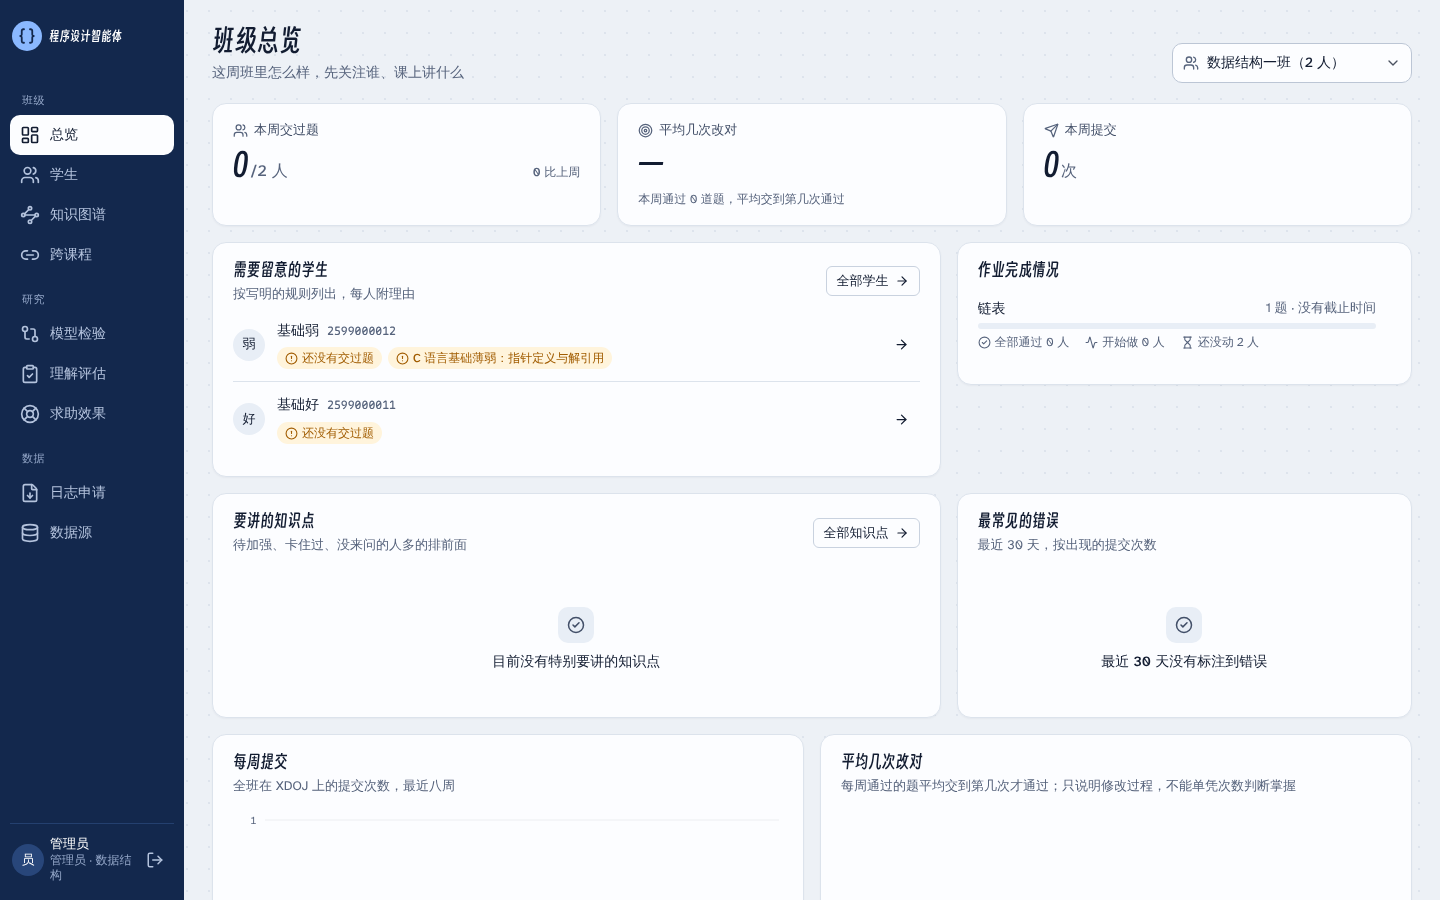 程序设计智能体
班级
总览
学生
知识图谱
跨课程
研究
模型检验
理解评估
求助效果
数据
日志申请
数据源
员
管理员
管理员 · 数据结
构
班级总览
这周班里怎么样，先关注谁、课上讲什么
数据结构一班（2 人）
本周交过题
0/2 人
0 比上周
平均几次改对
—
本周通过 0 道题，平均交到第几次通过
本周提交
0次
需要留意的学生
按写明的规则列出，每人附理由
全部学生
弱
基础弱 2599000012
还没有交过题
C 语言基础薄弱：指针定义与解引用
好
基础好 2599000011
还没有交过题
作业完成情况
链表
1 题 · 没有截止时间
全部通过 0 人
开始做 0 人
还没动 2 人
要讲的知识点
待加强、卡住过、没来问的人多的排前面
全部知识点
目前没有特别要讲的知识点
最常见的错误
最近 30 天，按出现的提交次数
最近 30 天没有标注到错误
每周提交
全班在 XDOJ 上的提交次数，最近八周
1
平均几次改对
每周通过的题平均交到第几次才通过；只说明修改过程，不能单凭次数判断掌握